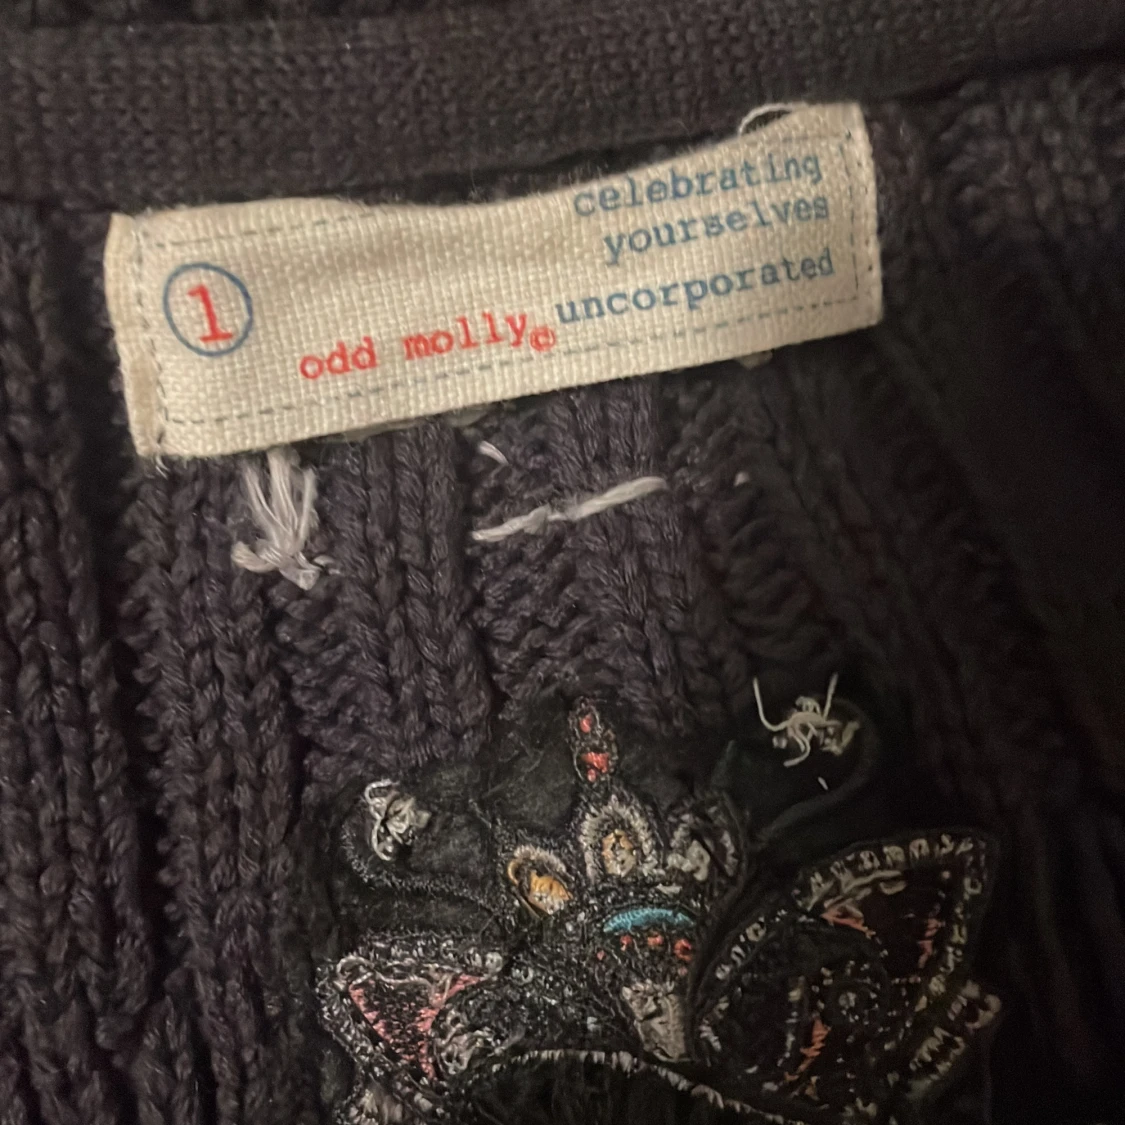 celebrating
yourselves
uncorporated
1
odd molly©